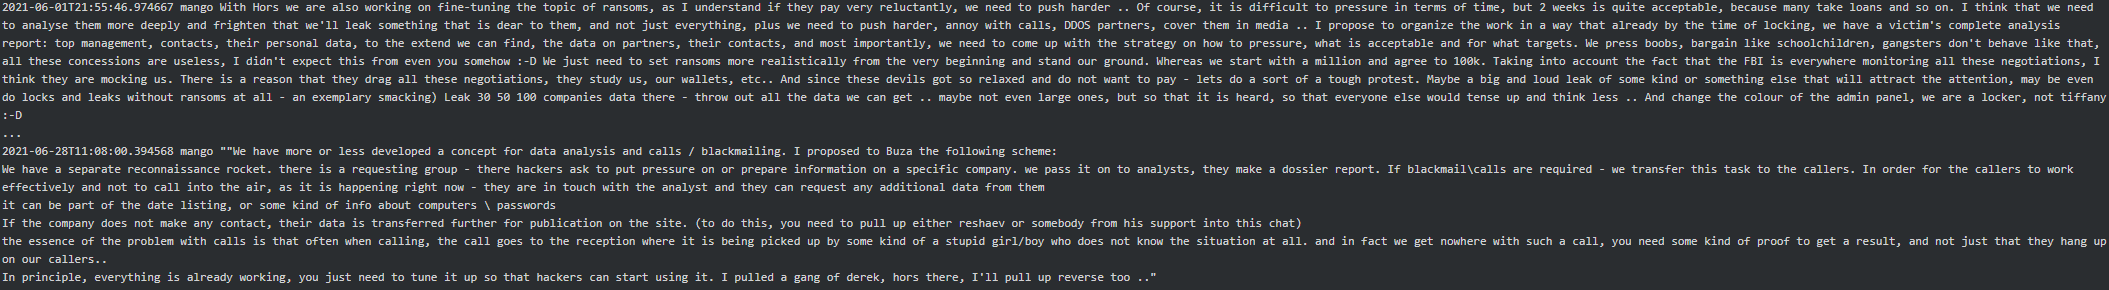 2021-06-01T21:55:46.974667 mango With Hors we are also working on fine-tuning the topic of ransoms, as I understand if they pay very reluctantly, we need to push harder .. Of course, it is difficult to pressure in terms of time, but 2 weeks is quite acceptable, because many take loans and so on. I think that we need
to analyse them more deeply and frighten that we'll leak something that is dear to them, and not just everything, plus we need to push harder, annoy with calls, DDOS partners, cover them in media .. I propose to organize the work in a way that already by the time of locking, we have a victim's complete analysis
report: top management, contacts, their personal data, to the extend we can find, the data on partners, their contacts, and most importantly, we need to come up with the strategy on how to pressure, what is acceptable and for what targets. We press boobs, bargain like schoolchildren, gangsters don't behave like that,
all these concessions are useless, I didn't expect this from even you somehow :-D We just need to set ransoms more realistically from the very beginning and stand our ground. Whereas we start with a million and agree to 100k. Taking into account the fact that the FBI is everywhere monitoring all these negotiations, I
think they are mocking us. There is a reason that they drag all these negotiations, they study us, our wallets, etc.. And since these devils got so relaxed and do not want to pay - lets do a sort of a tough protest. Maybe a big and loud leak of some kind or something else that will attract the attention, may be even
do locks and leaks without ransoms at all - an exemplary smacking) Leak 30 50 100 companies data there - throw out all the data we can get .. maybe not even large ones, but so that it is heard, so that everyone else would tense up and think less .. And change the colour of the admin panel, we are a locker, not tiffany
:-D
...
2021-06-28T11:08:00.394568 mango ""We have more or less developed a concept for data analysis and calls / blackmailing. I proposed to Buza the following scheme:
We have a separate reconnaissance rocket. there is a requesting group - there hackers ask to put pressure on or prepare information on a specific company. we pass it on to analysts, they make a dossier report. If blackmail\calls are required - we transfer this task to the callers. In order for the callers to work
effectively and not to call into the air, as it is happening right now - they are in touch with the analyst and they can request any additional data from them
it can be part of the date listing, or some kind of info about computers \ passwords
If the company does not make any contact, their data is transferred further for publication on the site. (to do this, you need to pull up either reshaev or somebody from his support into this chat)
the essence of the problem with calls is that often when calling, the call goes to the reception where it is being picked up by some kind of a stupid girl/boy who does not know the situation at all. and in fact we get nowhere with such a call, you need some kind of proof to get a result, and not just that they hang up
on our callers..
In principle, everything is already working, you just need to tune it up so that hackers can start using it. I pulled a gang of derek, hors there, I'll pull up reverse too .."